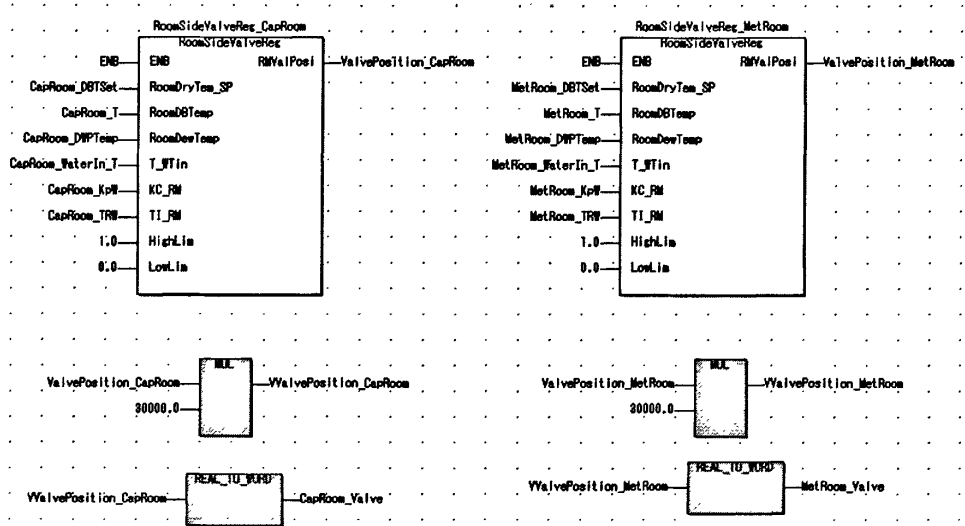 RoomSideValveReg_CapRoom
RoomSideValveReg
ENB ENB RMValPosi ValvePosition_CapRoom
CapRoom_DBTSet RoomDryTem_SP
CapRoom_T RoomDBTemp
CapRoom_DWPTemp RoomDewTemp
CapRoom_WaterIn_T T_WTin
CapRoom_KpW KC_RM
CapRoom_TRW TI_RM
1.0 HighLim
0.0 LowLim
RoomSideValveReg_MetRoom
RoomSideValveReg
ENB ENB RMValPosi ValvePosition_MetRoom
MetRoom_DBTSet RoomDryTem_SP
MetRoom_T RoomDBTemp
MetRoom_DWPTemp RoomDewTemp
MetRoom_WaterIn_T T_WTin
MetRoom_KpW KC_RM
MetRoom_TRW TI_RM
1.0 HighLim
0.0 LowLim
MUL
ValvePosition_CapRoom VValvePosition_CapRoom
30000.0
MUL
ValvePosition_MetRoom VValvePosition_MetRoom
30000.0
REAL_TO_WORD
VValvePosition_CapRoom CapRoom_Valve
REAL_TO_WORD
VValvePosition_MetRoom MetRoom_Valve